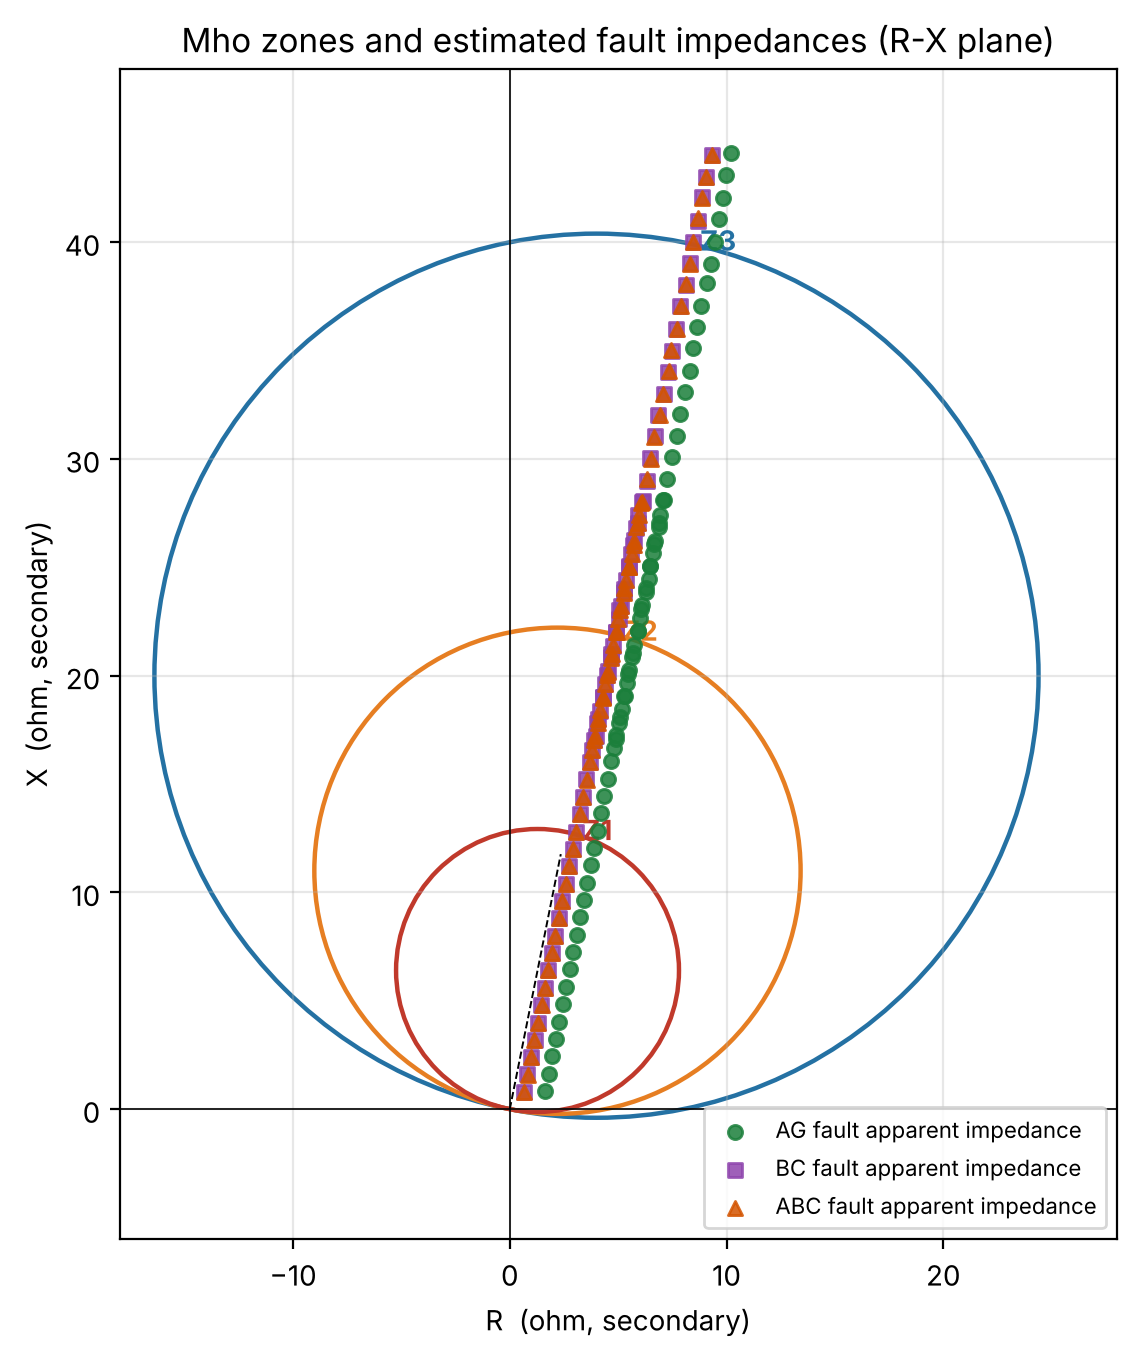 Mho zones and estimated fault impedances (R-X plane)
40
30
20
10
0
X (ohm, secondary)
Z3
Z2
Z1
AG fault apparent impedance
BC fault apparent impedance
ABC fault apparent impedance
−10
0
10
20
R (ohm, secondary)